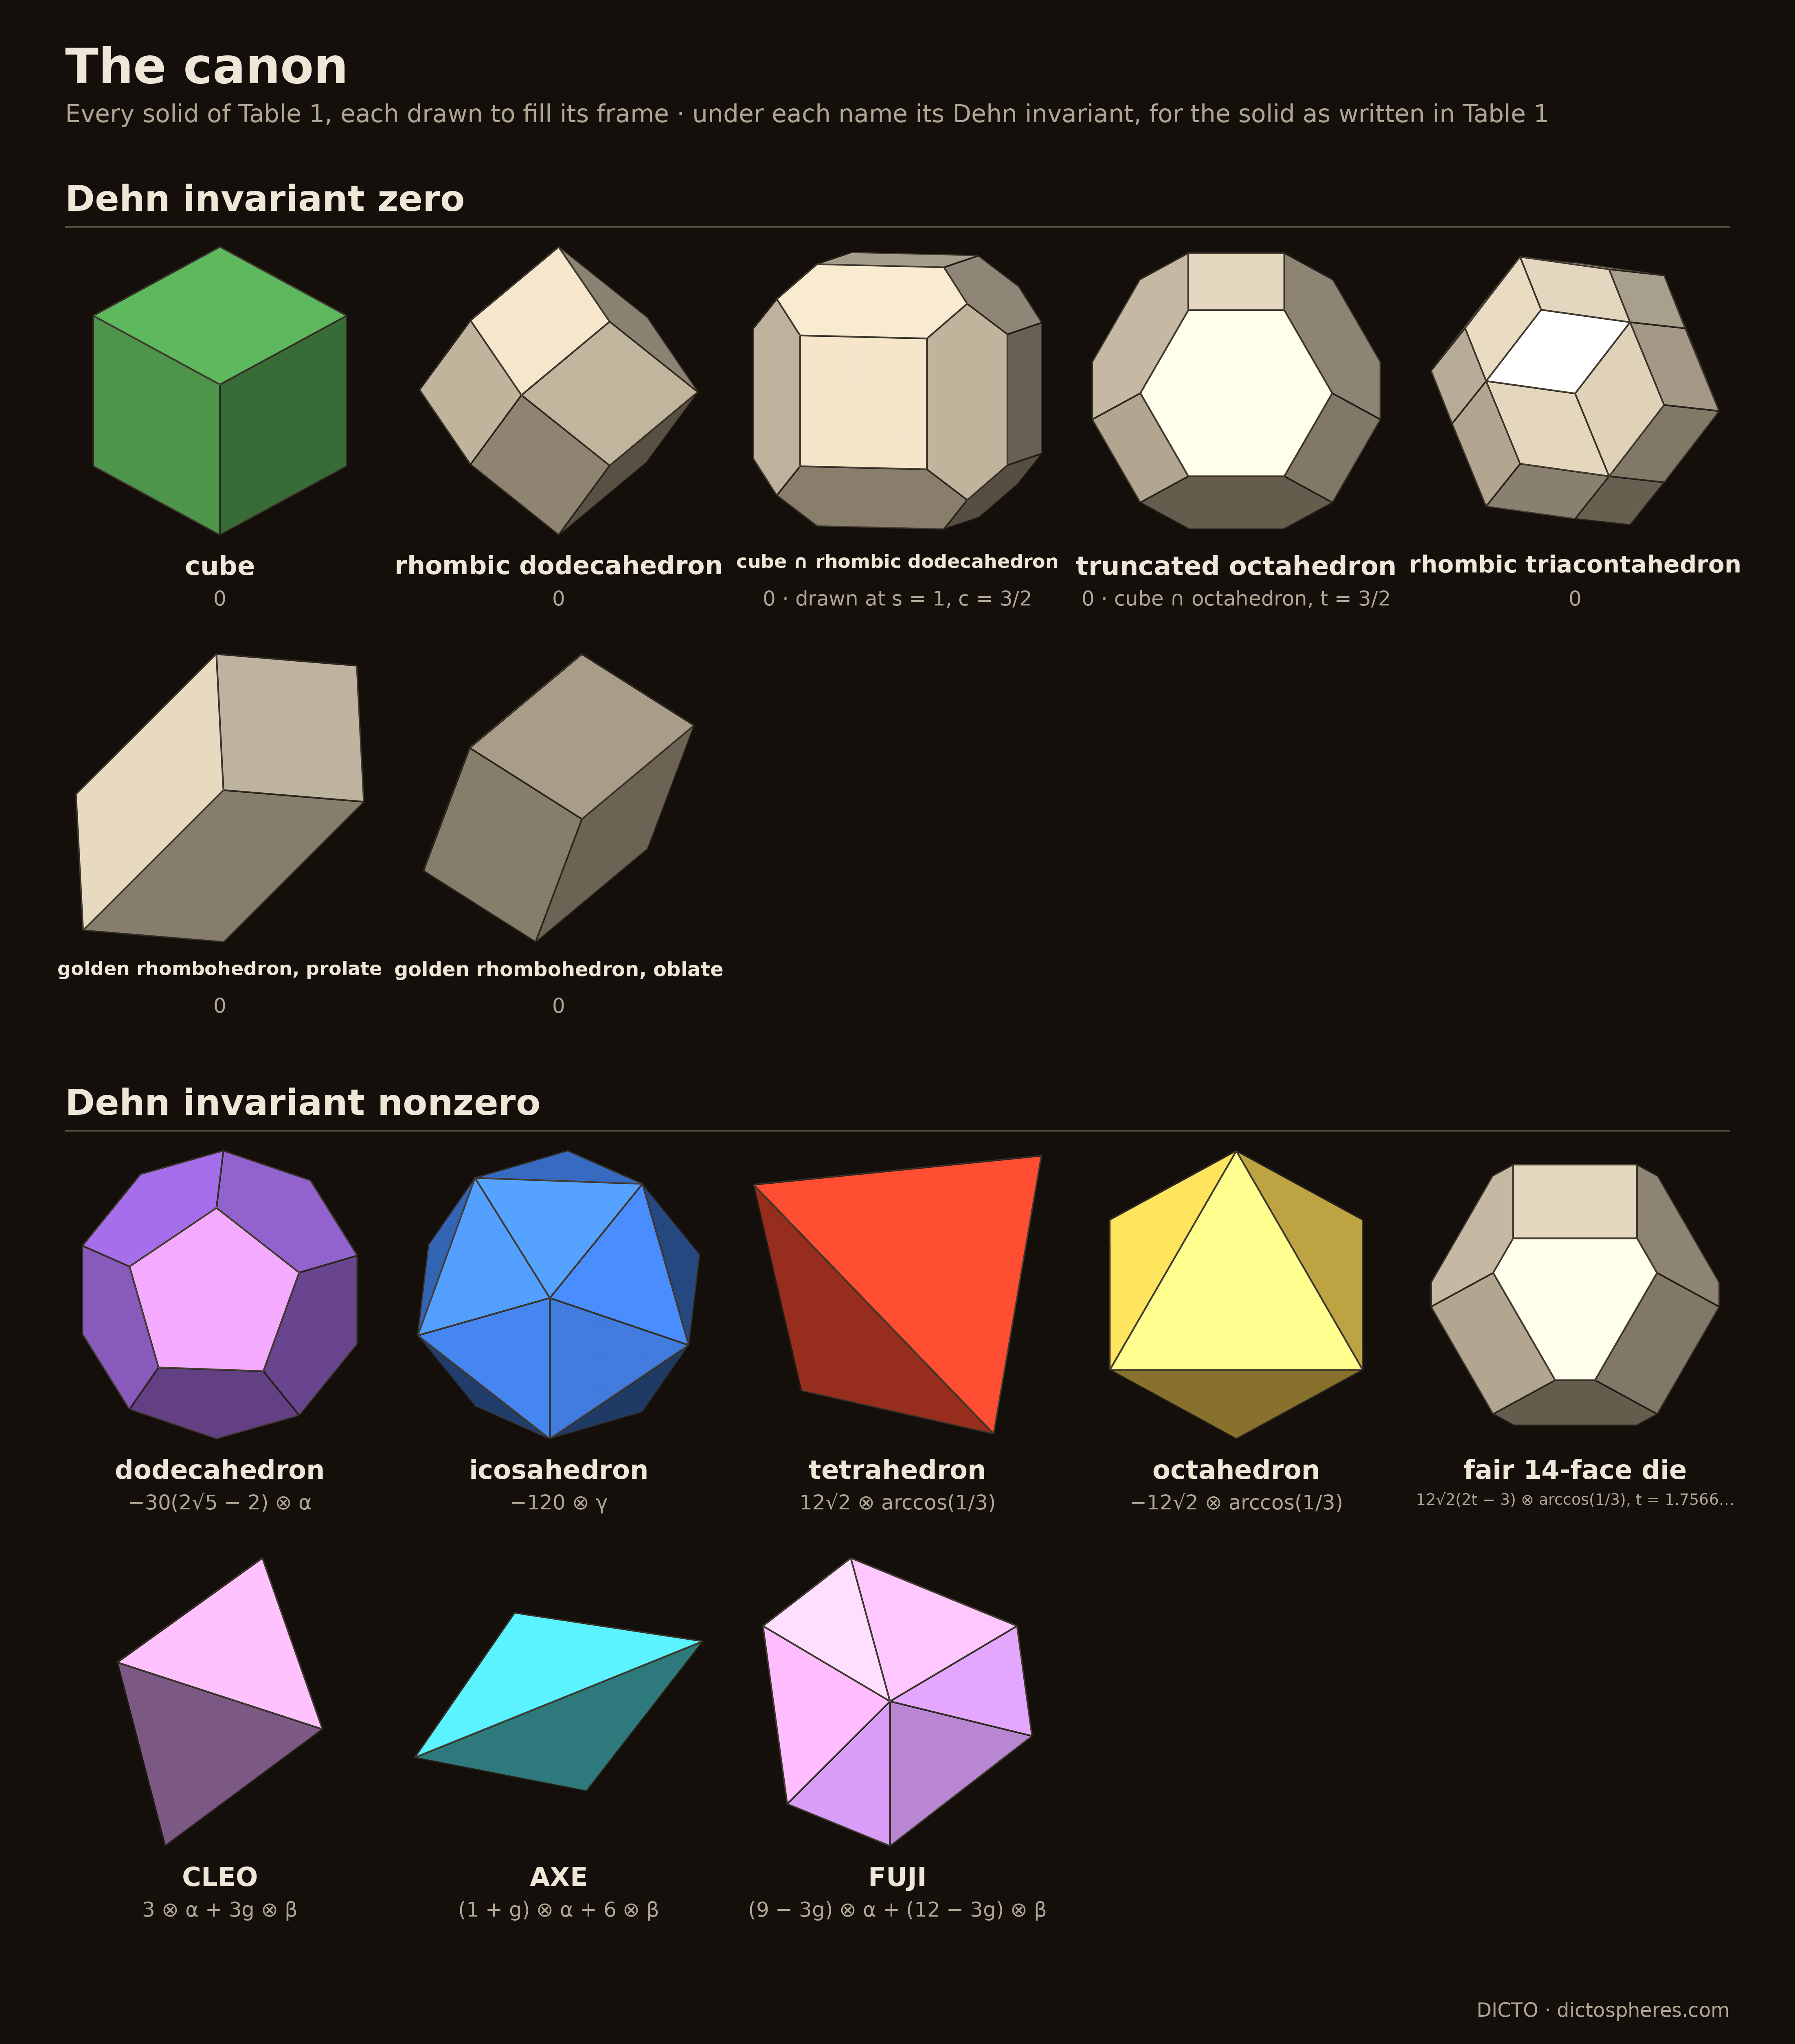 The canon
Every solid of Table 1, each drawn to fill its frame · under each name its Dehn invariant, for the solid as written in Table 1
Dehn invariant zero
cube
0
rhombic dodecahedron
0
cube ∩ rhombic dodecahedron
0 · drawn at s = 1, c = 3/2
truncated octahedron
0 · cube ∩ octahedron, t = 3/2
rhombic triacontahedron
0
golden rhombohedron, prolate
0
golden rhombohedron, oblate
0
Dehn invariant nonzero
dodecahedron
−30(2√5 − 2) ⊗ α
icosahedron
−120 ⊗ γ
tetrahedron
12√2 ⊗ arccos(1/3)
octahedron
−12√2 ⊗ arccos(1/3)
fair 14-face die
12√2(2t − 3) ⊗ arccos(1/3), t = 1.7566…
CLEO
3 ⊗ α + 3g ⊗ β
AXE
(1 + g) ⊗ α + 6 ⊗ β
FUJI
(9 − 3g) ⊗ α + (12 − 3g) ⊗ β
DICTO · dictospheres.com